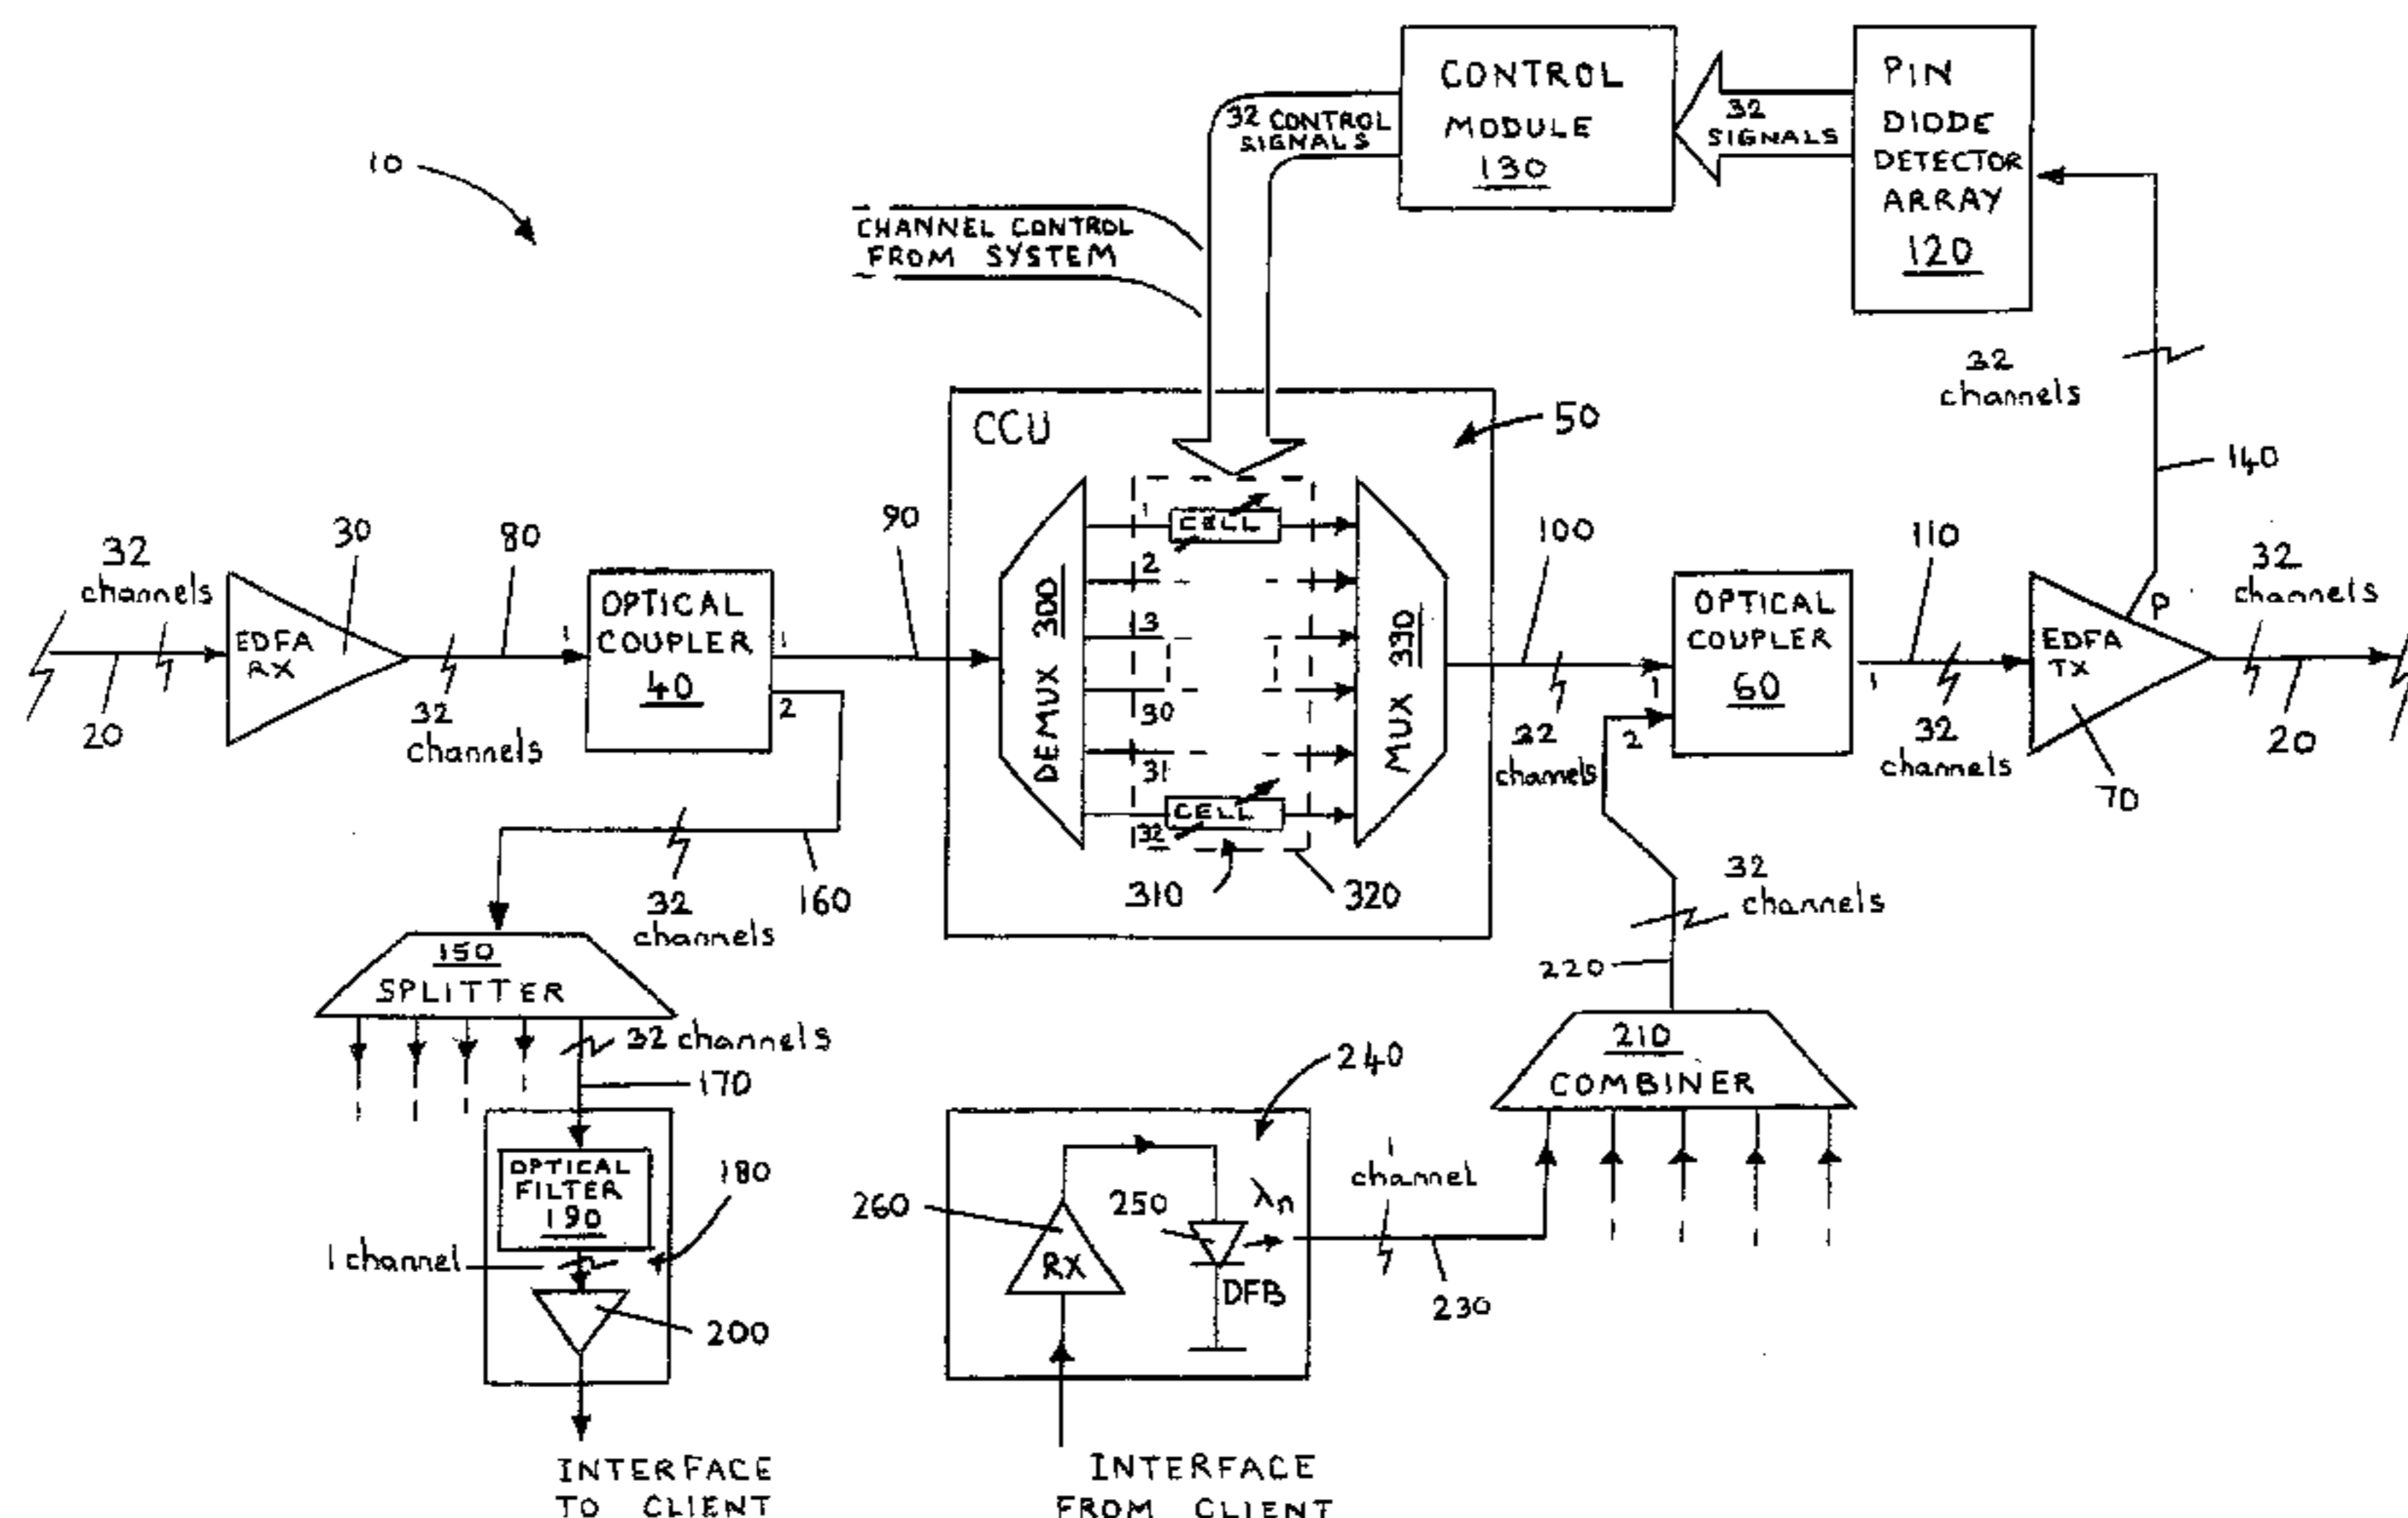 10
CHANNEL CONTROL
FROM SYSTEM
32 CONTROL
SIGNALS
CONTROL
MODULE
130
32
SIGNALS
PIN
DIODE
DETECTOR
ARRAY
120
32
channels
140
32
channels
20
EDFA
RX
30
80
32
channels
1
OPTICAL
COUPLER
40
1
2
90
CCU
50
DEMUX 300
1
CELL
2
3
30
31
32
CELL
310
320
MUX 330
100
32
channels
1
2
OPTICAL
COUPLER
60
1
110
32
channels
EDFA
TX
P
70
32
channels
20
32
channels
160
150
SPLITTER
32 channels
170
OPTICAL
FILTER
190
180
1 channel
200
INTERFACE
TO CLIENT
240
260
RX
250
λn
DFB
INTERFACE
FROM CLIENT
1
channel
230
210
COMBINER
220
32
channels